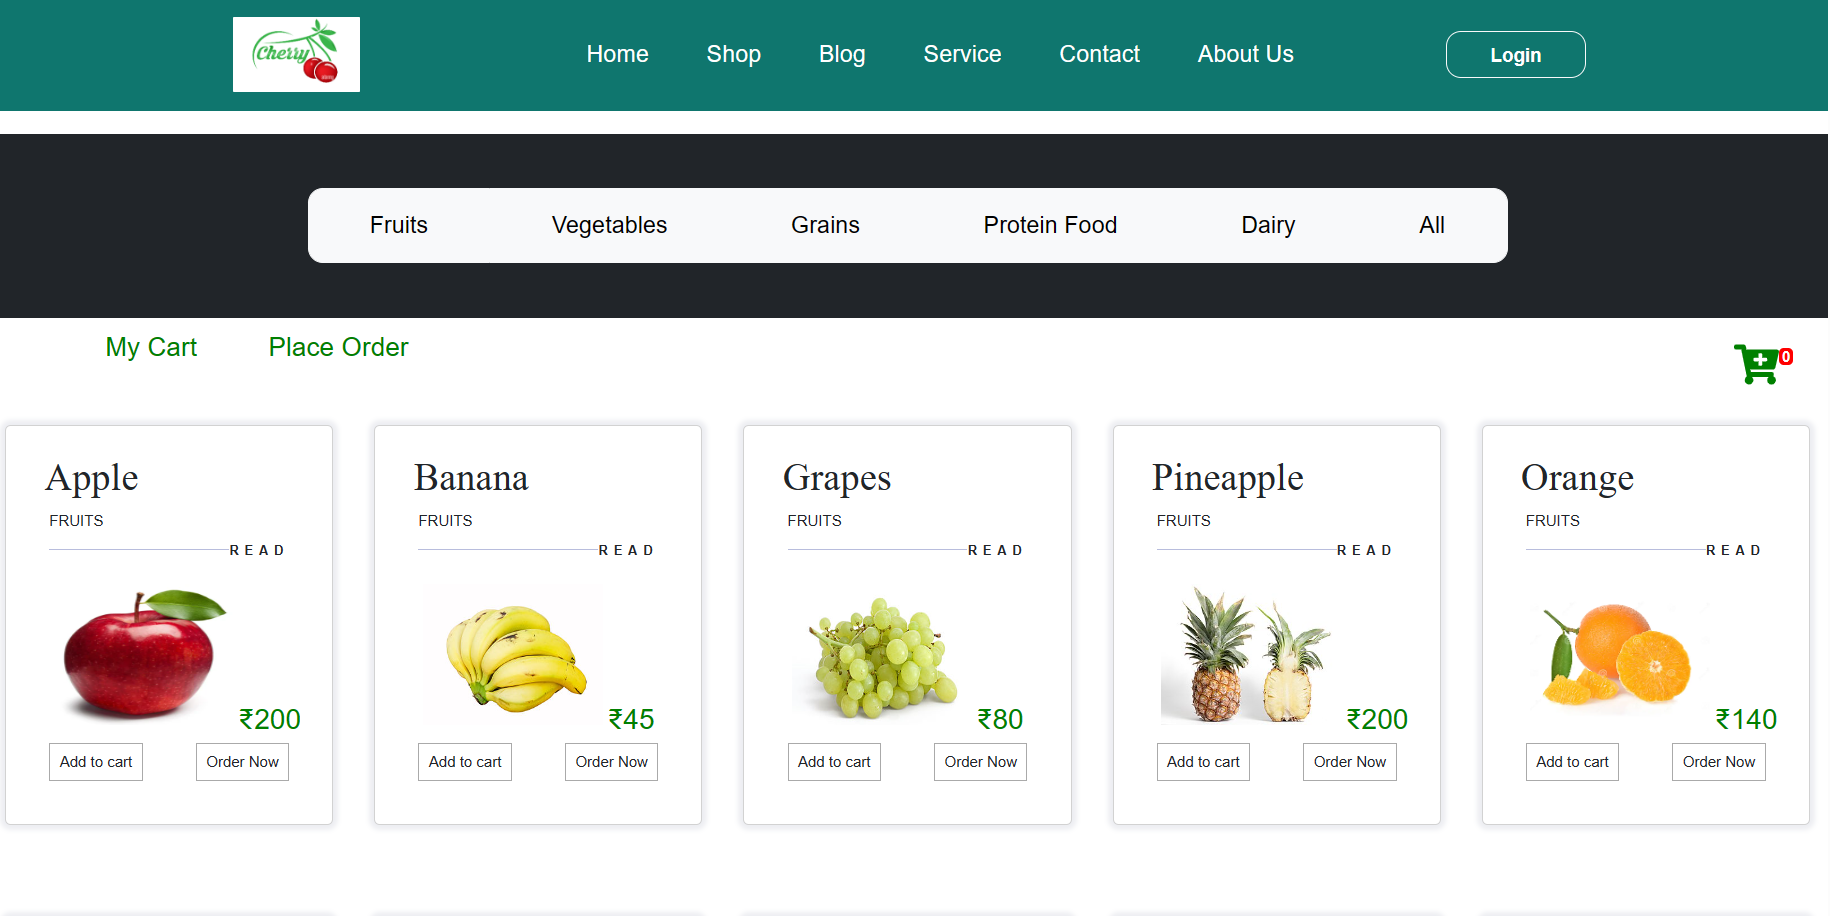 Cherry
Home Shop Blog Service Contact About Us Login
Fruits Vegetables Grains Protein Food Dairy All
My Cart Place Order
0
Apple
FRUITS
READ
₹200
Add to cart Order Now
Banana
FRUITS
READ
₹45
Add to cart Order Now
Grapes
FRUITS
READ
₹80
Add to cart Order Now
Pineapple
FRUITS
READ
₹200
Add to cart Order Now
Orange
FRUITS
READ
₹140
Add to cart Order Now